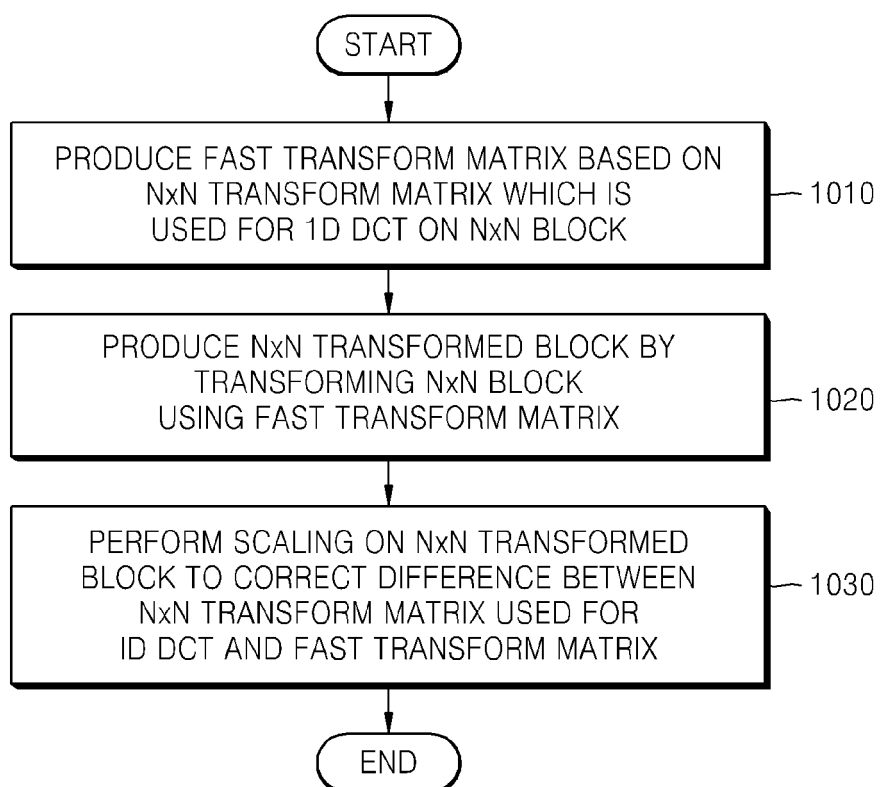 START
PRODUCE FAST TRANSFORM MATRIX BASED ON
NxN TRANSFORM MATRIX WHICH IS
USED FOR 1D DCT ON NxN BLOCK
1010
PRODUCE NxN TRANSFORMED BLOCK BY
TRANSFORMING NxN BLOCK
USING FAST TRANSFORM MATRIX
1020
PERFORM SCALING ON NxN TRANSFORMED
BLOCK TO CORRECT DIFFERENCE BETWEEN
NxN TRANSFORM MATRIX USED FOR
ID DCT AND FAST TRANSFORM MATRIX
1030
END